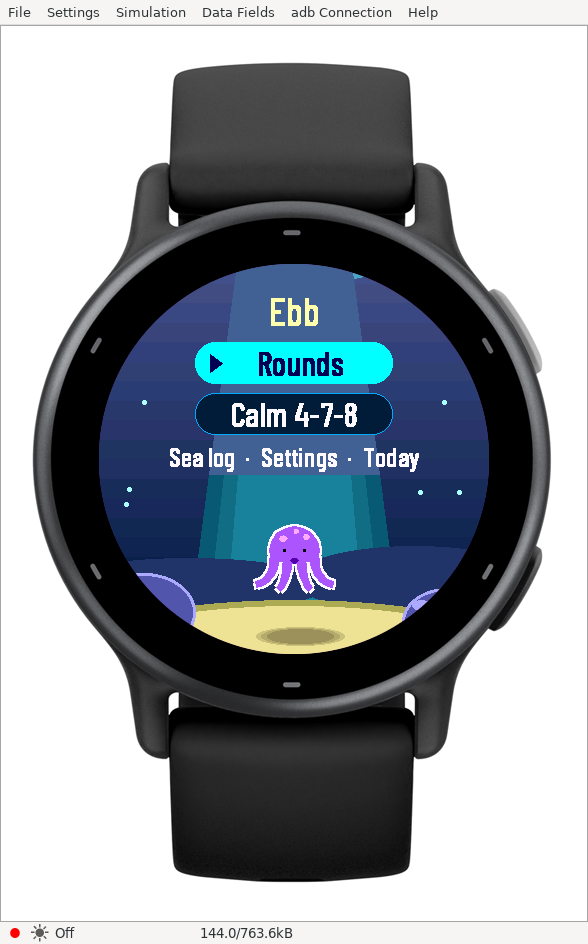 File Settings Simulation Data Fields adb Connection Help
Ebb
Rounds
Calm 4-7-8
Sea log · Settings · Today
Off 144.0/763.6kB